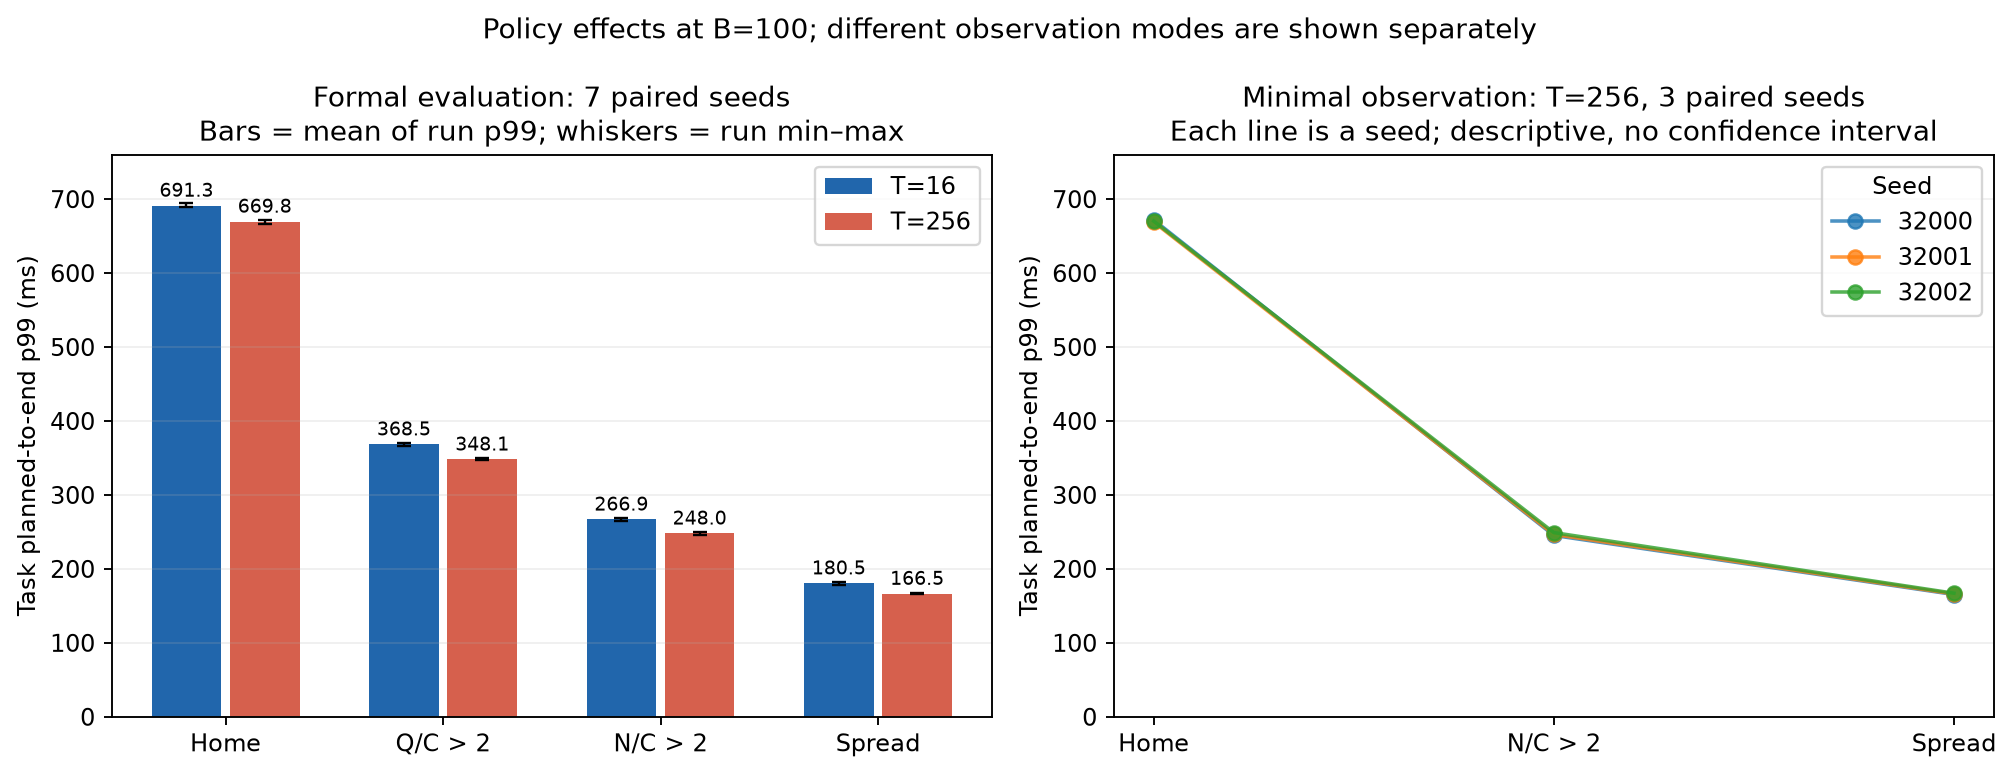 Policy effects at B=100; different observation modes are shown separately
Formal evaluation: 7 paired seeds
Bars = mean of run p99; whiskers = run min–max
Task planned-to-end p99 (ms)
700
600
500
400
300
200
100
0
691.3
669.8
368.5
348.1
266.9
248.0
180.5
166.5
T=16
T=256
Home
Q/C > 2
N/C > 2
Spread
Minimal observation: T=256, 3 paired seeds
Each line is a seed; descriptive, no confidence interval
Task planned-to-end p99 (ms)
700
600
500
400
300
200
100
0
Seed
32000
32001
32002
Home
N/C > 2
Spread